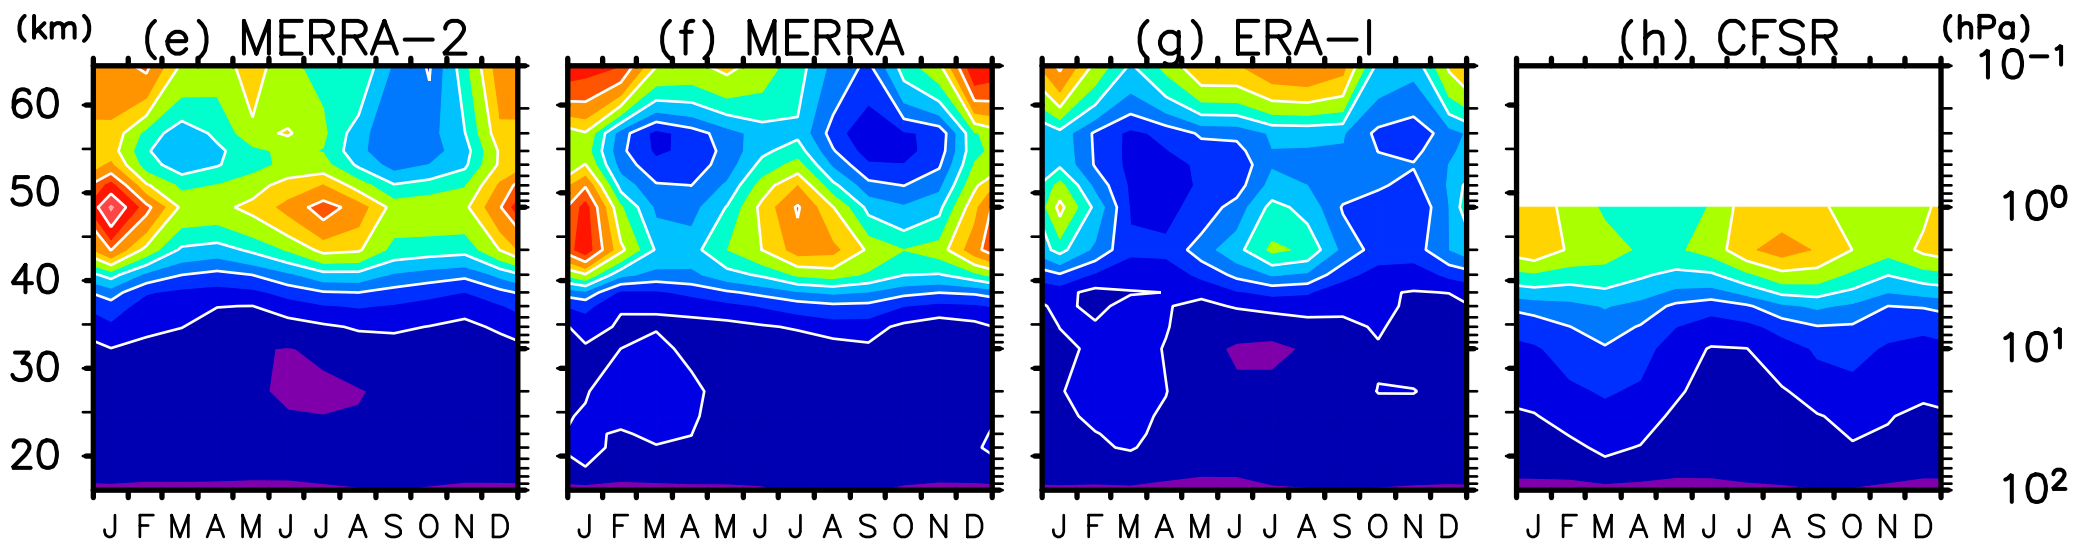 (km) (e) MERRA-2 (f) MERRA (g) ERA-I (h) CFSR (hPa)
60 10⁻¹
50 10⁰
40
30 10¹
20 10²
J F M A M J J A S O N D J F M A M J J A S O N D J F M A M J J A S O N D J F M A M J J A S O N D